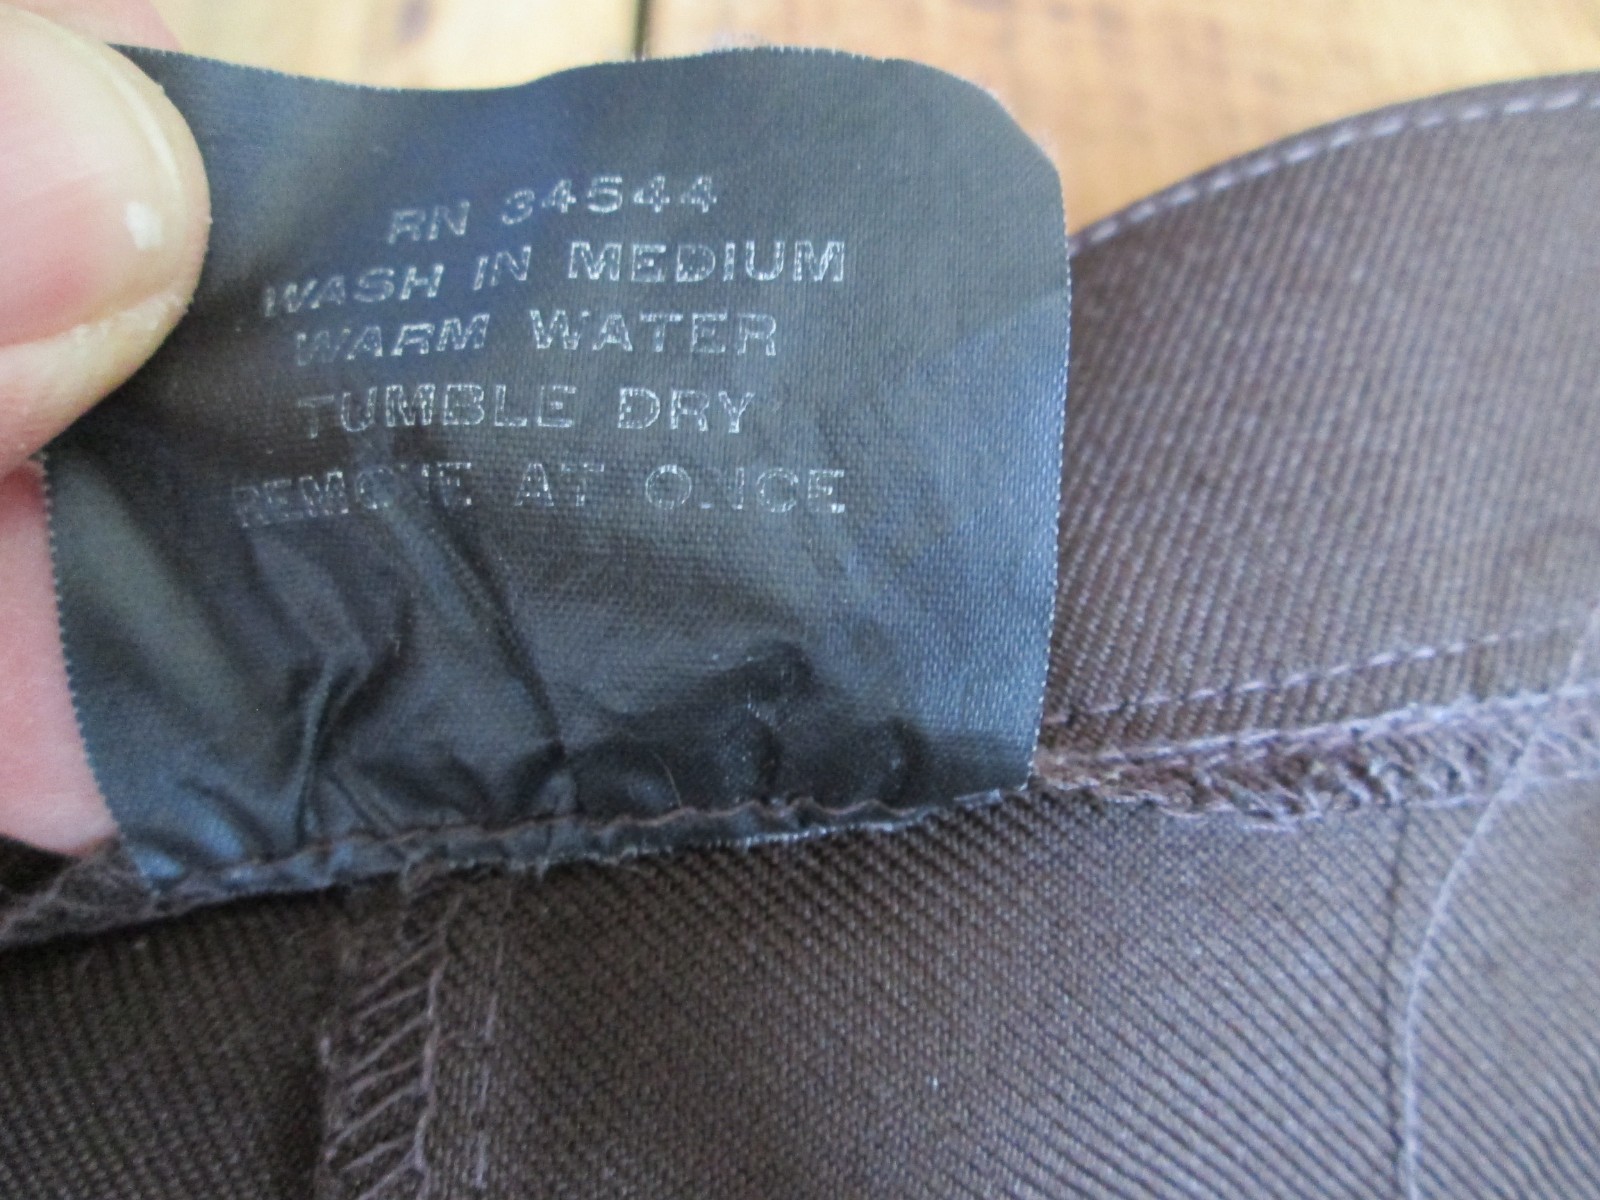 RN 34544
WASH IN MEDIUM
WARM WATER
TUMBLE DRY
REMOVE AT ONCE